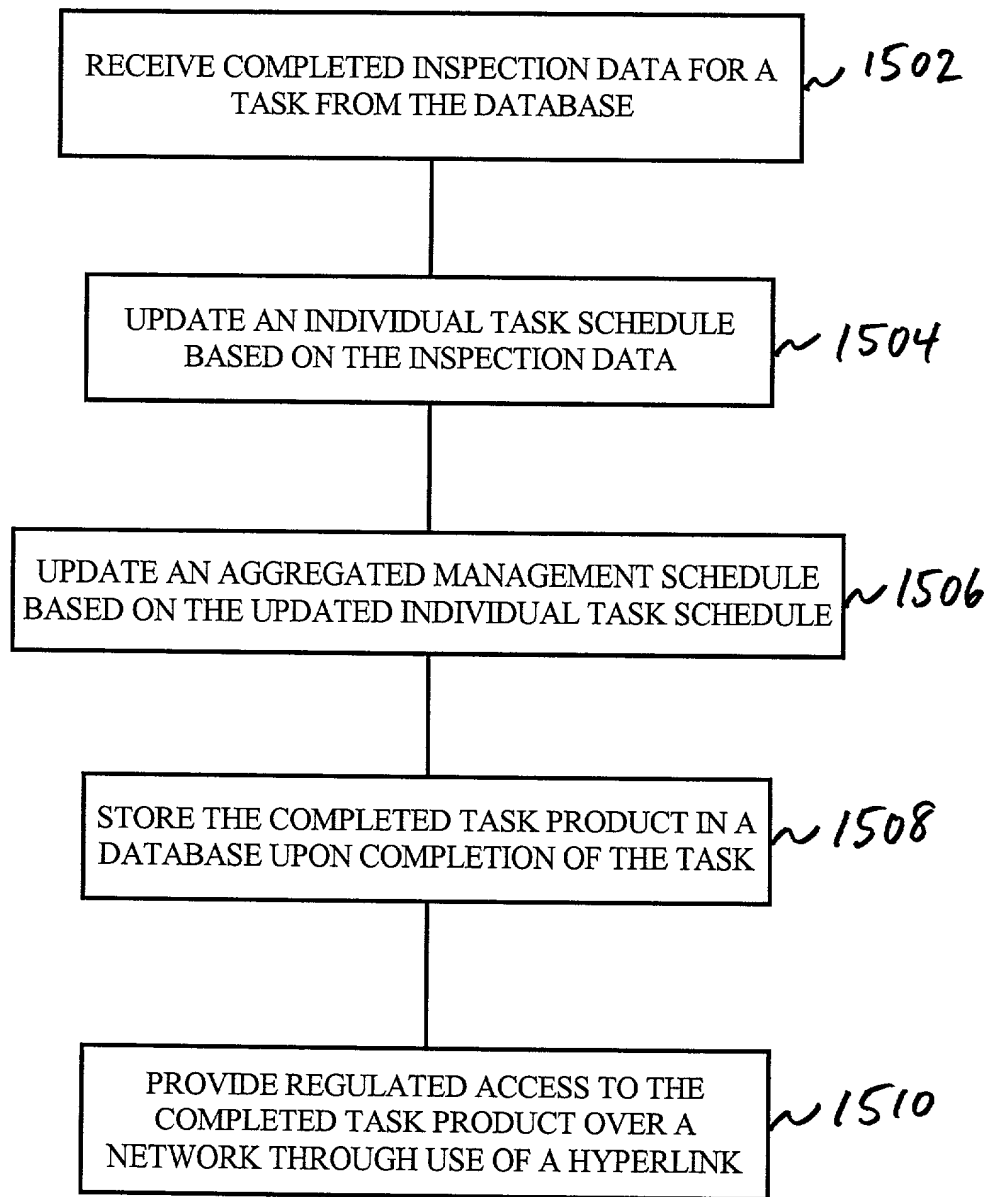 RECEIVE COMPLETED INSPECTION DATA FOR A
TASK FROM THE DATABASE
1502
UPDATE AN INDIVIDUAL TASK SCHEDULE
BASED ON THE INSPECTION DATA
1504
UPDATE AN AGGREGATED MANAGEMENT SCHEDULE
BASED ON THE UPDATED INDIVIDUAL TASK SCHEDULE
1506
STORE THE COMPLETED TASK PRODUCT IN A
DATABASE UPON COMPLETION OF THE TASK
1508
PROVIDE REGULATED ACCESS TO THE
COMPLETED TASK PRODUCT OVER A
NETWORK THROUGH USE OF A HYPERLINK
1510